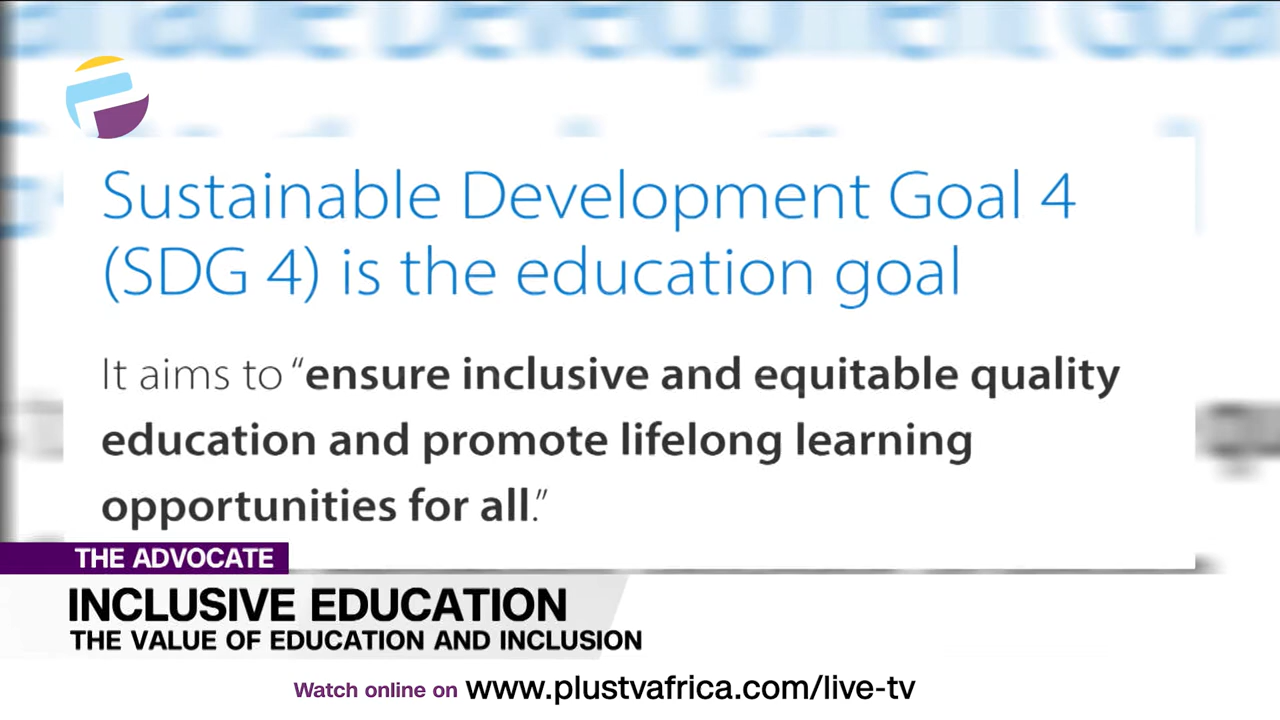 Sustainable Development Goal 4
(SDG 4) is the education goal
It aims to “ensure inclusive and equitable quality
education and promote lifelong learning
opportunities for all.”
THE ADVOCATE
INCLUSIVE EDUCATION
THE VALUE OF EDUCATION AND INCLUSION
Watch online on www.plustvafrica.com/live-tv